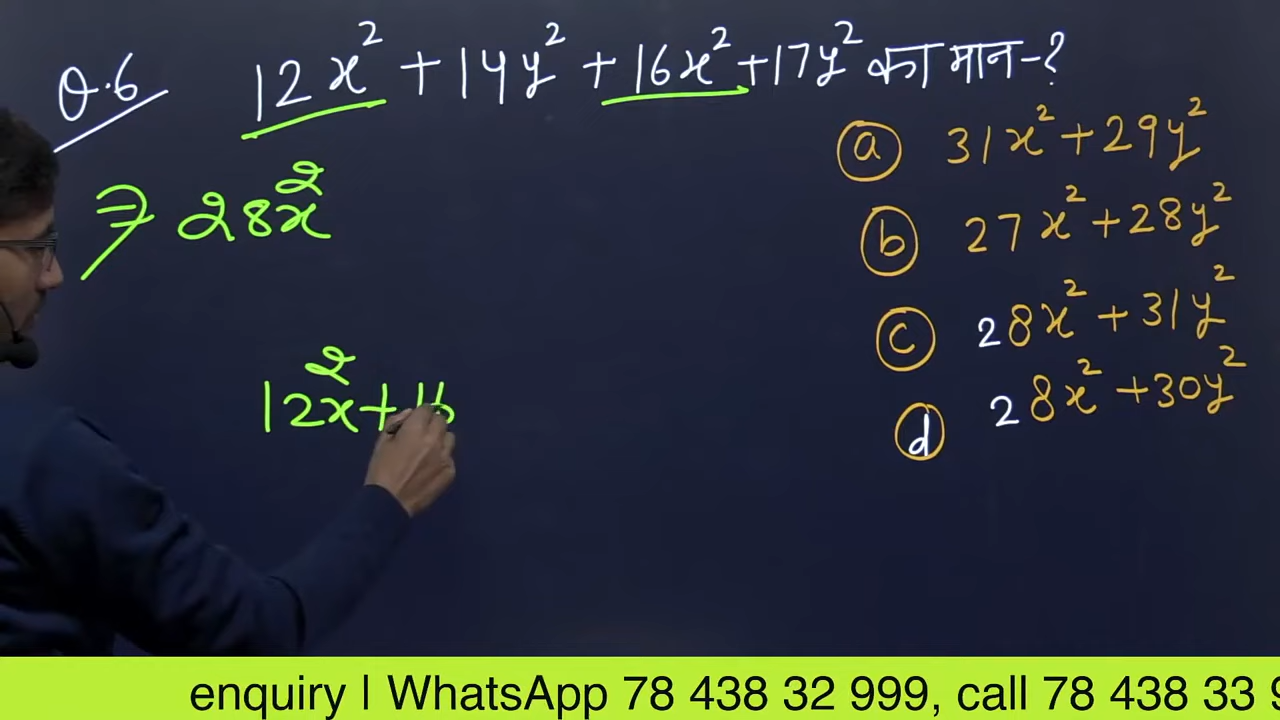 Q.6 12x² + 14y² + 16x² + 17y² का मान - ?
⇒ 28x²
12x² + 16
(a) 31x² + 29y²
(b) 27x² + 28y²
(c) 28x² + 31y²
(d) 28x² + 30y²
enquiry | WhatsApp 78 438 32 999, call 78 438 33 9